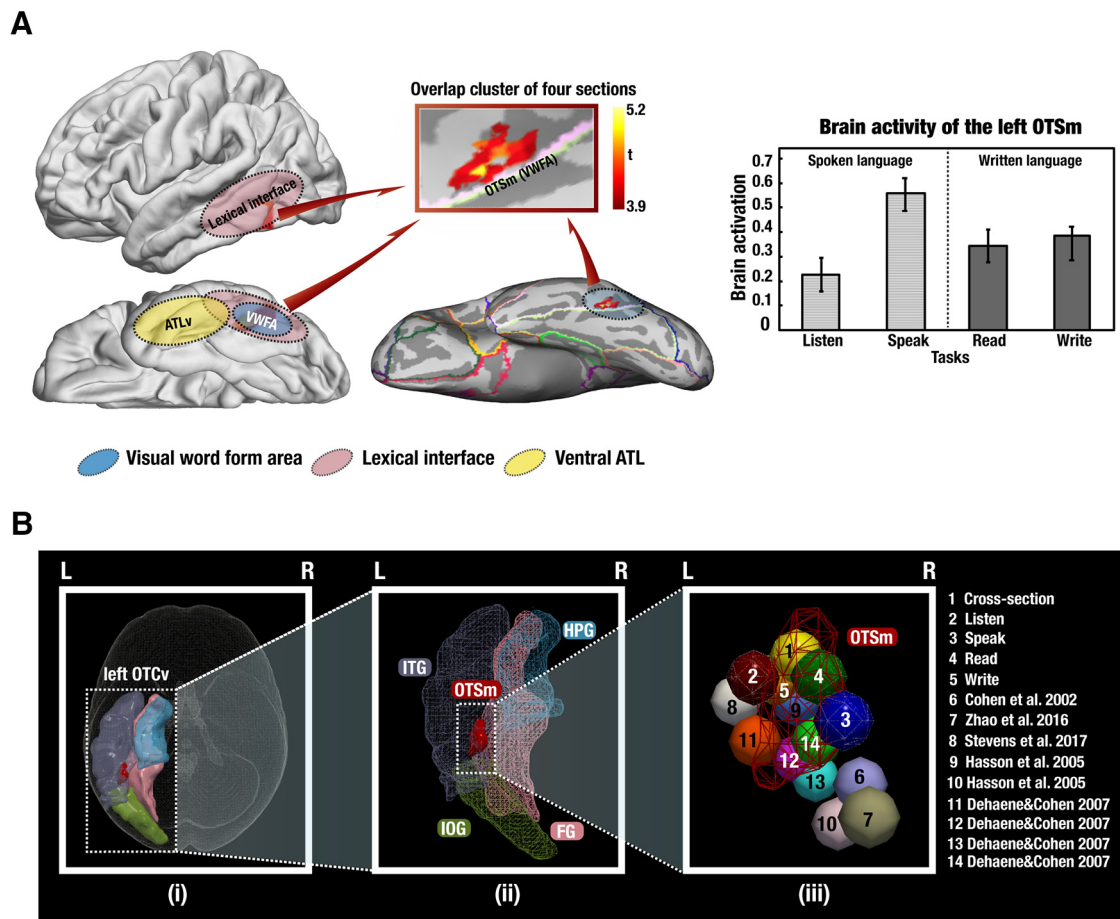 A
Overlap cluster of four sections
5.2
t
3.9
OTSm (VWFA)
Lexical interface
ATLv
VWFA
Visual word form area
Lexical interface
Ventral ATL
Brain activity of the left OTSm
Spoken language
Written language
Brain activation
0.7
0.6
0.5
0.4
0.3
0.2
0.1
0
Listen
Speak
Read
Write
Tasks
B
L
R
left OTCv
(i)
L
R
ITG
HPG
OTSm
IOG
FG
(ii)
L
R
OTSm
1
2
4
5
8
9
3
11
14
12
13
6
10
7
(iii)
1 Cross-section
2 Listen
3 Speak
4 Read
5 Write
6 Cohen et al. 2002
7 Zhao et al. 2016
8 Stevens et al. 2017
9 Hasson et al. 2005
10 Hasson et al. 2005
11 Dehaene&Cohen 2007
12 Dehaene&Cohen 2007
13 Dehaene&Cohen 2007
14 Dehaene&Cohen 2007